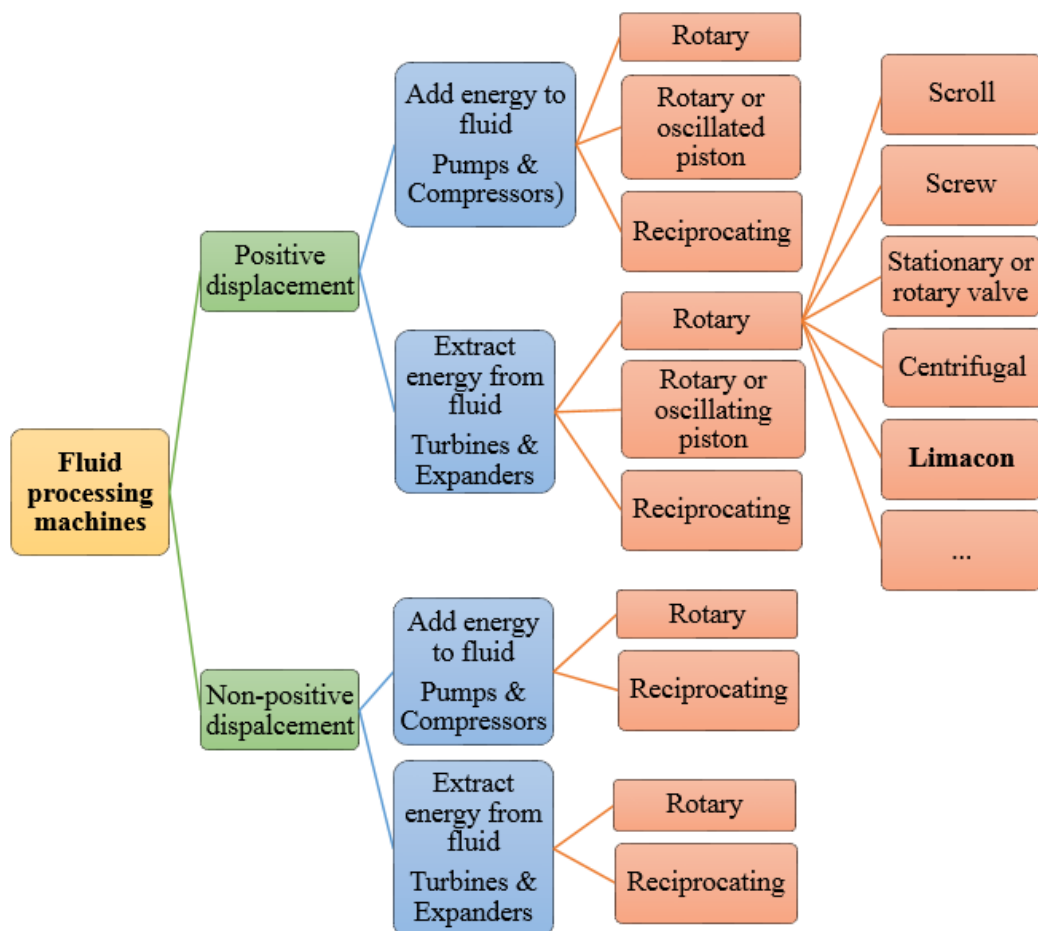 Fluid
processing
machines
Positive
displacement
Add energy to
fluid
Pumps &
Compressors)
Rotary
Rotary or
oscillated
piston
Reciprocating
Extract
energy from
fluid
Turbines &
Expanders
Rotary
Scroll
Screw
Stationary or
rotary valve
Centrifugal
Limacon
...
Rotary or
oscillating
piston
Reciprocating
Non-positive
dispalcement
Add energy
to fluid
Pumps &
Compressors
Rotary
Reciprocating
Extract
energy from
fluid
Turbines &
Expanders
Rotary
Reciprocating